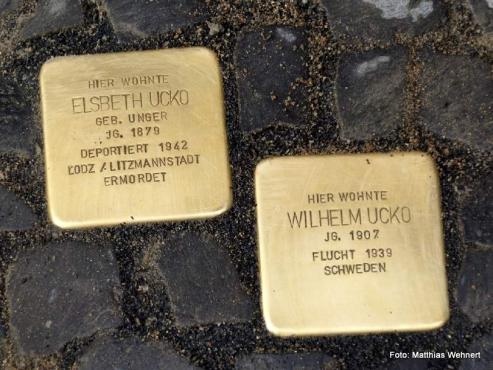 HIER WOHNTE
ELSBETH UCKO
GEB. UNGER
JG. 1879
DEPORTIERT 1942
ŁODZ / LITZMANNSTADT
ERMORDET
HIER WOHNTE
WILHELM UCKO
JG. 1907
FLUCHT 1939
SCHWEDEN
Foto: Matthias Wehnert